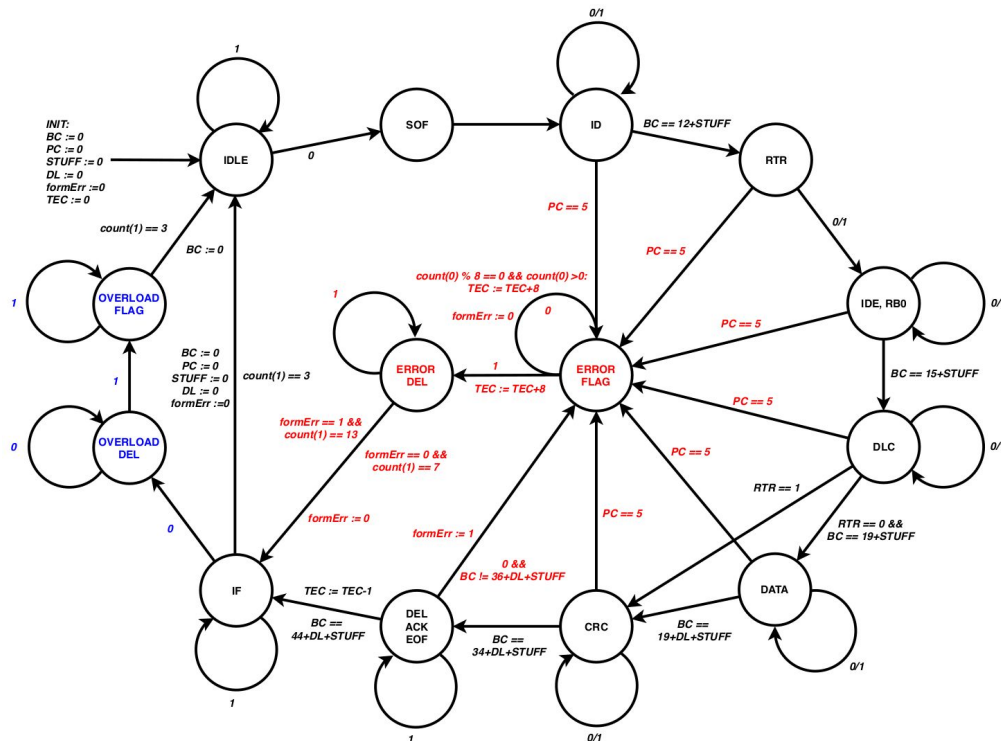 0/1
1
SOF
ID
BC == 12+STUFF
INIT:
BC := 0
PC := 0
STUFF := 0
DL := 0
formErr :=0
TEC := 0
IDLE
0
RTR
PC == 5
0/1
count(1) == 3
BC := 0
PC == 5
count(0) % 8 == 0 && count(0) >0:
TEC := TEC+8
1
OVERLOAD
FLAG
1
formErr := 0
0
IDE, RB0
0/
PC == 5
BC := 0
PC := 0
STUFF := 0
DL := 0
formErr :=0
count(1) == 3
ERROR
DEL
1
TEC := TEC+8
ERROR
FLAG
BC == 15+STUFF
1
PC == 5
0
OVERLOAD
DEL
formErr == 1 &&
count(1) == 13
formErr == 0 &&
count(1) == 7
PC == 5
DLC
0/
RTR == 1
0
formErr := 0
formErr := 1
PC == 5
RTR == 0 &&
BC == 19+STUFF
0 &&
BC != 36+DL+STUFF
IF
TEC := TEC-1
BC ==
44+DL+STUFF
DEL
ACK
EOF
BC ==
34+DL+STUFF
CRC
BC ==
19+DL+STUFF
DATA
0/1
1
1
0/1